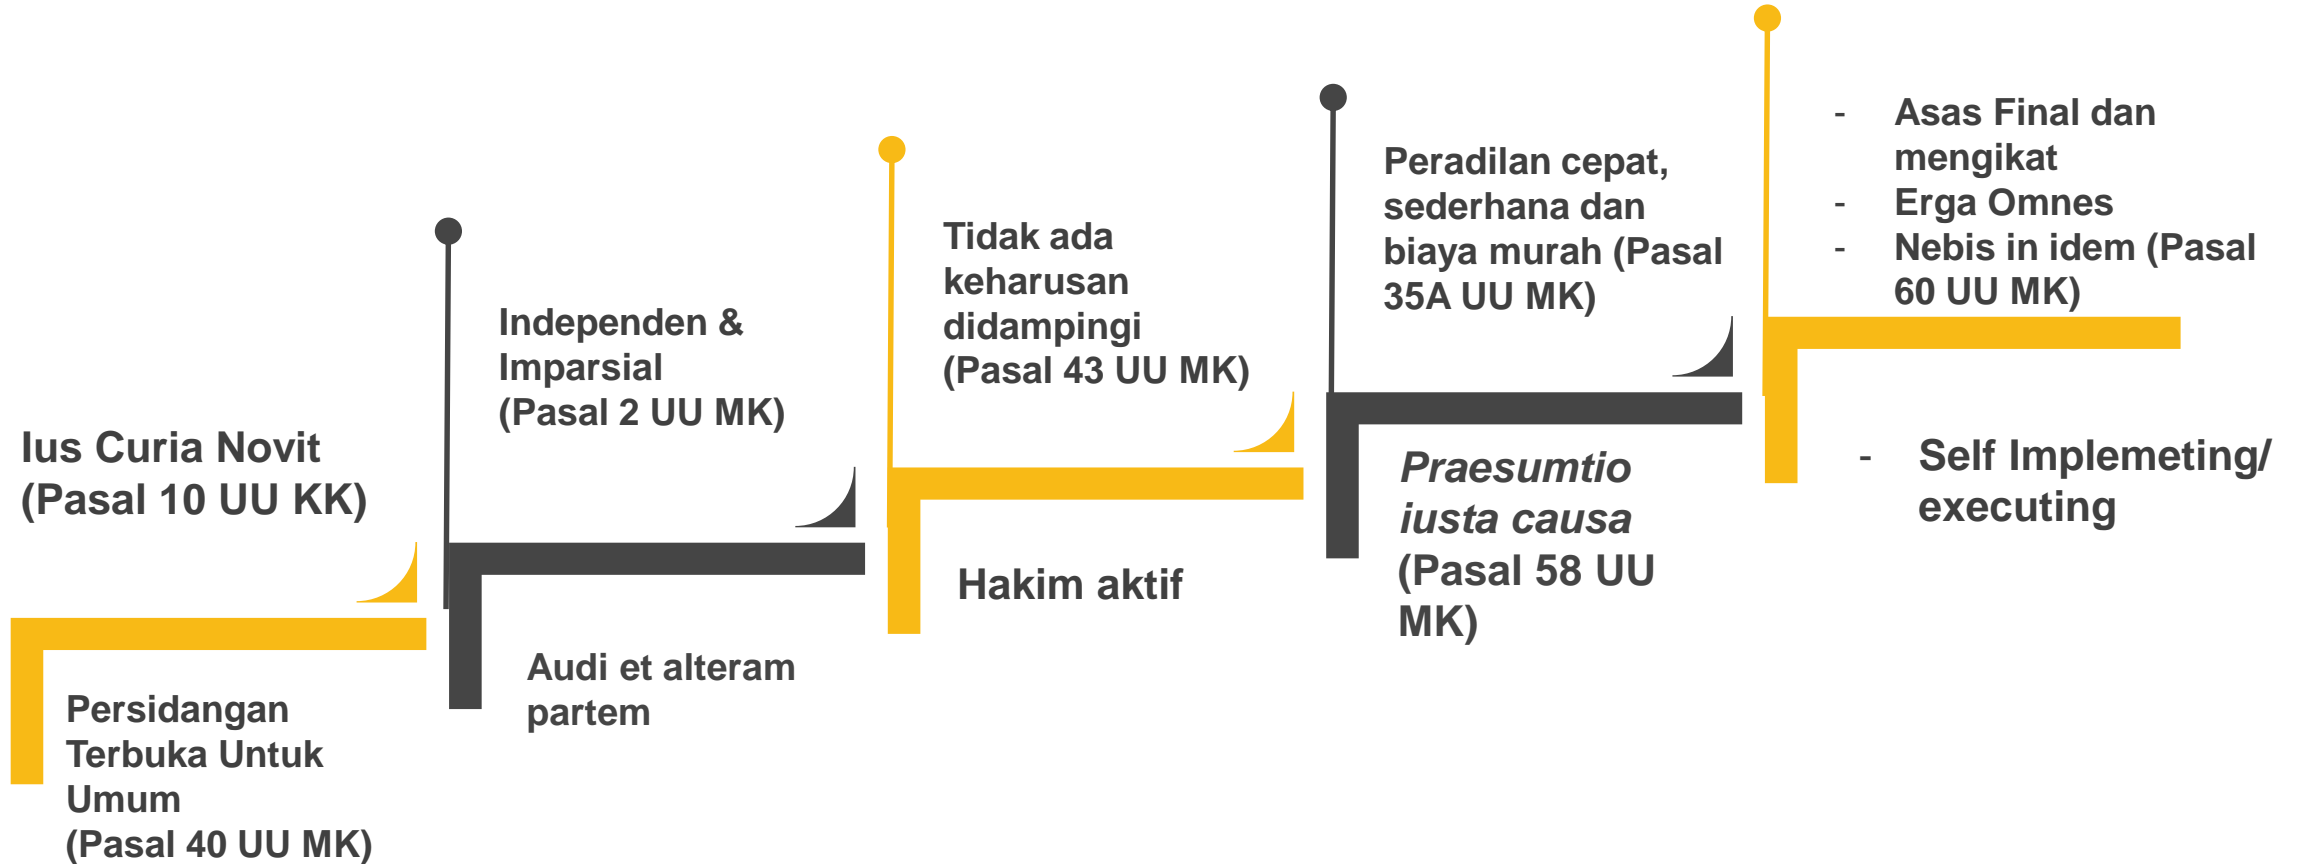 Ius Curia Novit
(Pasal 10 UU KK)
Persidangan
Terbuka Untuk
Umum
(Pasal 40 UU MK)
Independen &
Imparsial
(Pasal 2 UU MK)
Audi et alteram
partem
Tidak ada
keharusan
didampingi
(Pasal 43 UU MK)
Hakim aktif
Peradilan cepat,
sederhana dan
biaya murah (Pasal
35A UU MK)
Praesumtio
iusta causa
(Pasal 58 UU
MK)
- Asas Final dan
mengikat
- Erga Omnes
- Nebis in idem (Pasal
60 UU MK)
- Self Implemeting/
executing